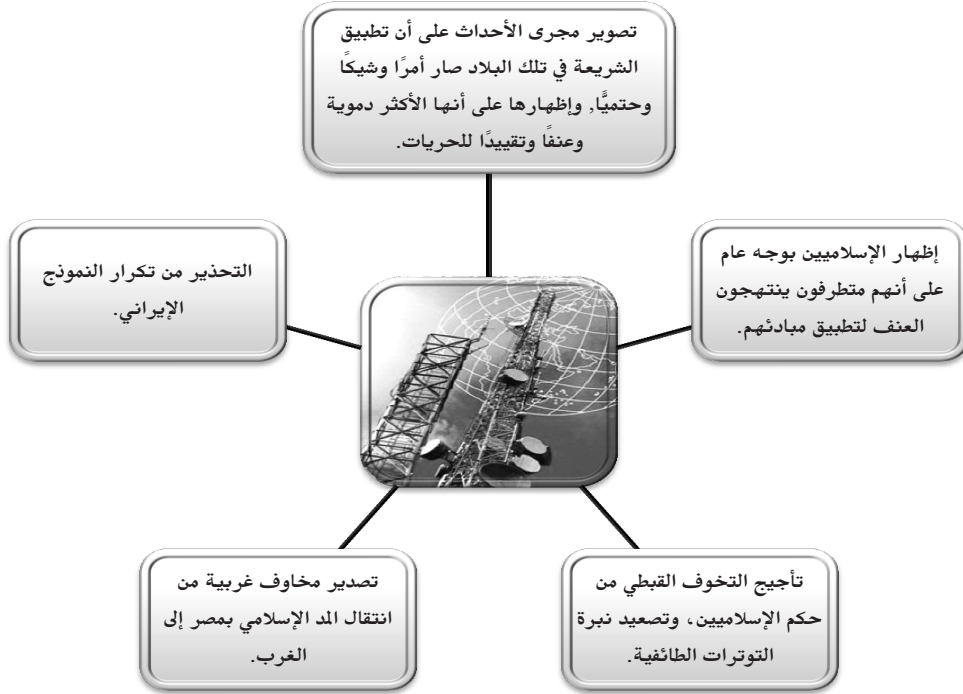 تصوير مجرى الأحداث على أن تطبيق
الشريعة في تلك البلاد صار أمرًا وشيكًا
وحتميًّا, وإظهارها على أنها الأكثر دموية
وعنفًا وتقييدًا للحريات.
إظهار الإسلاميين بوجه عام
على أنهم متطرفون ينتهجون
العنف لتطبيق مبادئهم.
التحذير من تكرار النموذج
الإيراني.
تأجيج التخوف القبطي من
حكم الإسلاميين، وتصعيد نبرة
التوترات الطائفية.
تصدير مخاوف غربية من
انتقال المد الإسلامي بمصر إلى
الغرب.